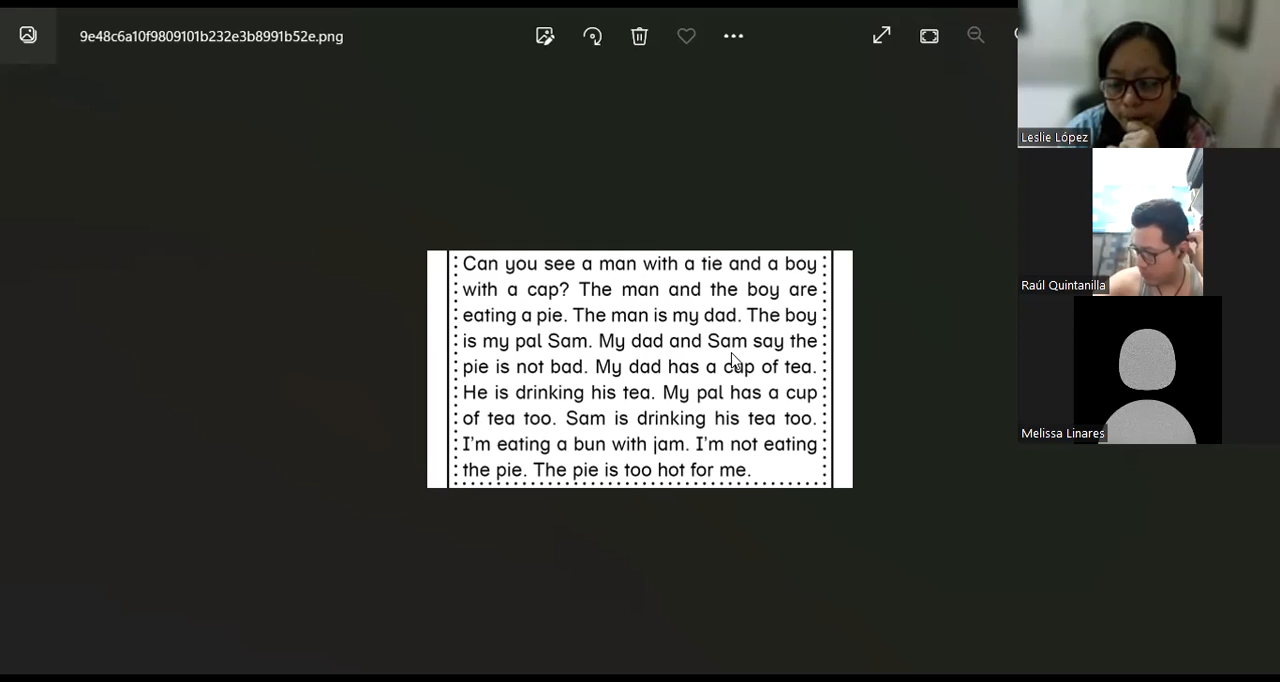 9e48c6a10f9809101b232e3b8991b52e.png
Leslie López
Raúl Quintanilla
Melissa Linares
Can you see a man with a tie and a boy
with a cap? The man and the boy are
eating a pie. The man is my dad. The boy
is my pal Sam. My dad and Sam say the
pie is not bad. My dad has a cup of tea.
He is drinking his tea. My pal has a cup
of tea too. Sam is drinking his tea too.
I'm eating a bun with jam. I'm not eating
the pie. The pie is too hot for me.